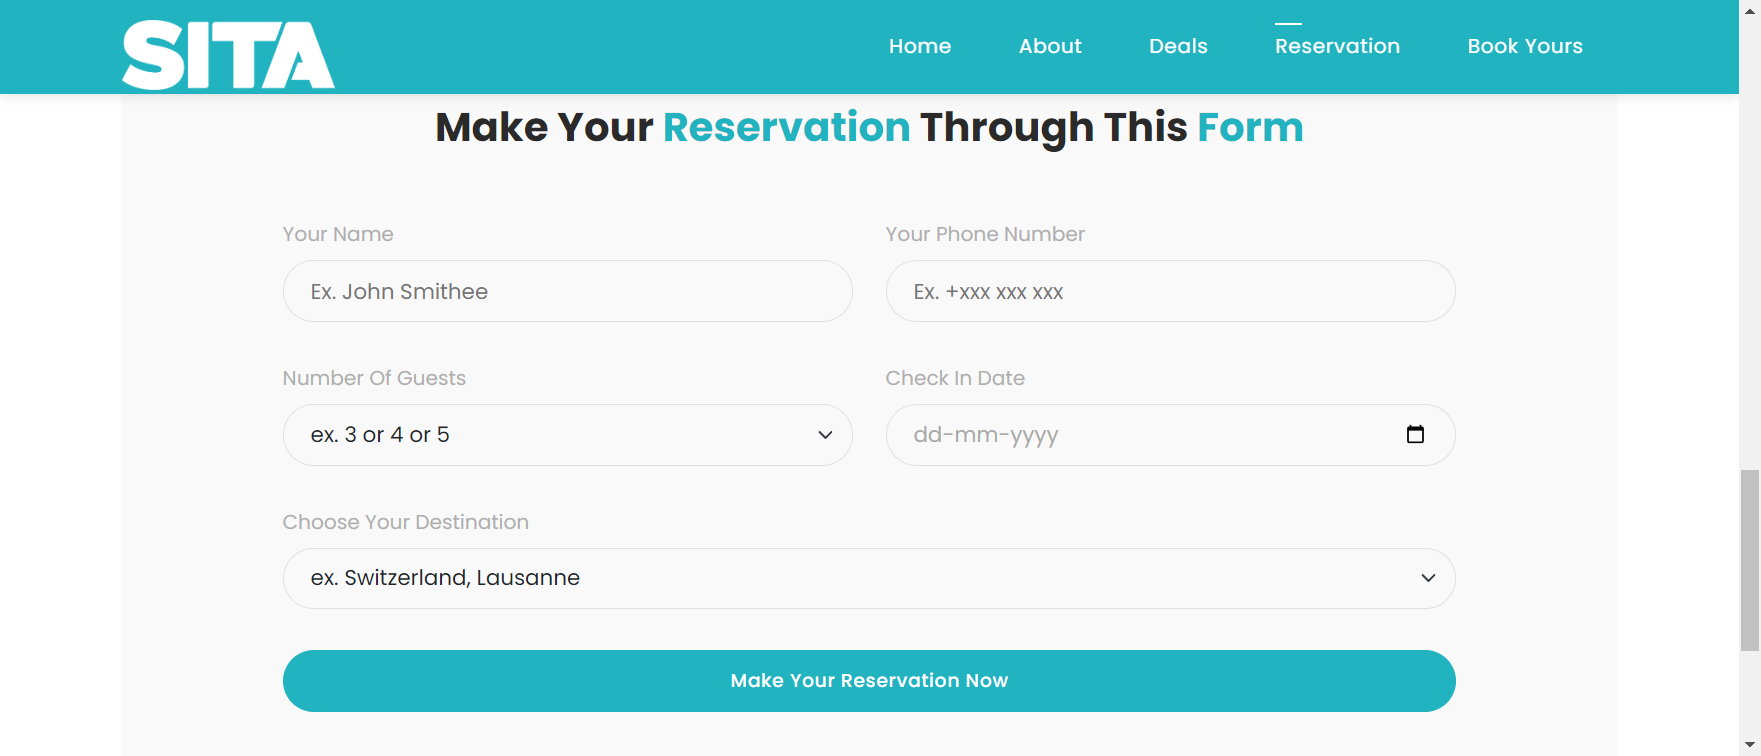 SITA
Home About Deals Reservation Book Yours
Make Your Reservation Through This Form
Your Name Your Phone Number
Ex. John Smithee Ex. +xxx xxx xxx
Number Of Guests Check In Date
ex. 3 or 4 or 5 dd-mm-yyyy
Choose Your Destination
ex. Switzerland, Lausanne
Make Your Reservation Now